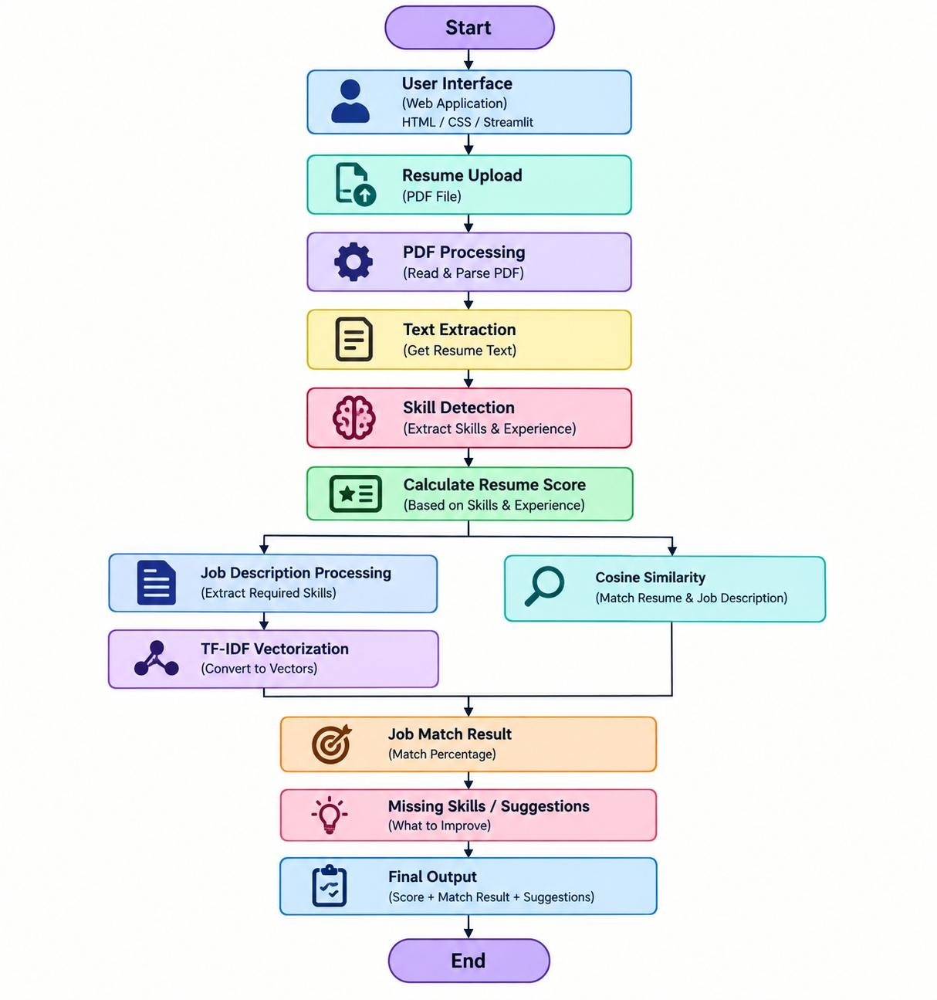 Start
User Interface
(Web Application)
HTML / CSS / Streamlit
Resume Upload
(PDF File)
PDF Processing
(Read & Parse PDF)
Text Extraction
(Get Resume Text)
Skill Detection
(Extract Skills & Experience)
Calculate Resume Score
(Based on Skills & Experience)
Job Description Processing
(Extract Required Skills)
Cosine Similarity
(Match Resume & Job Description)
TF-IDF Vectorization
(Convert to Vectors)
Job Match Result
(Match Percentage)
Missing Skills / Suggestions
(What to Improve)
Final Output
(Score + Match Result + Suggestions)
End